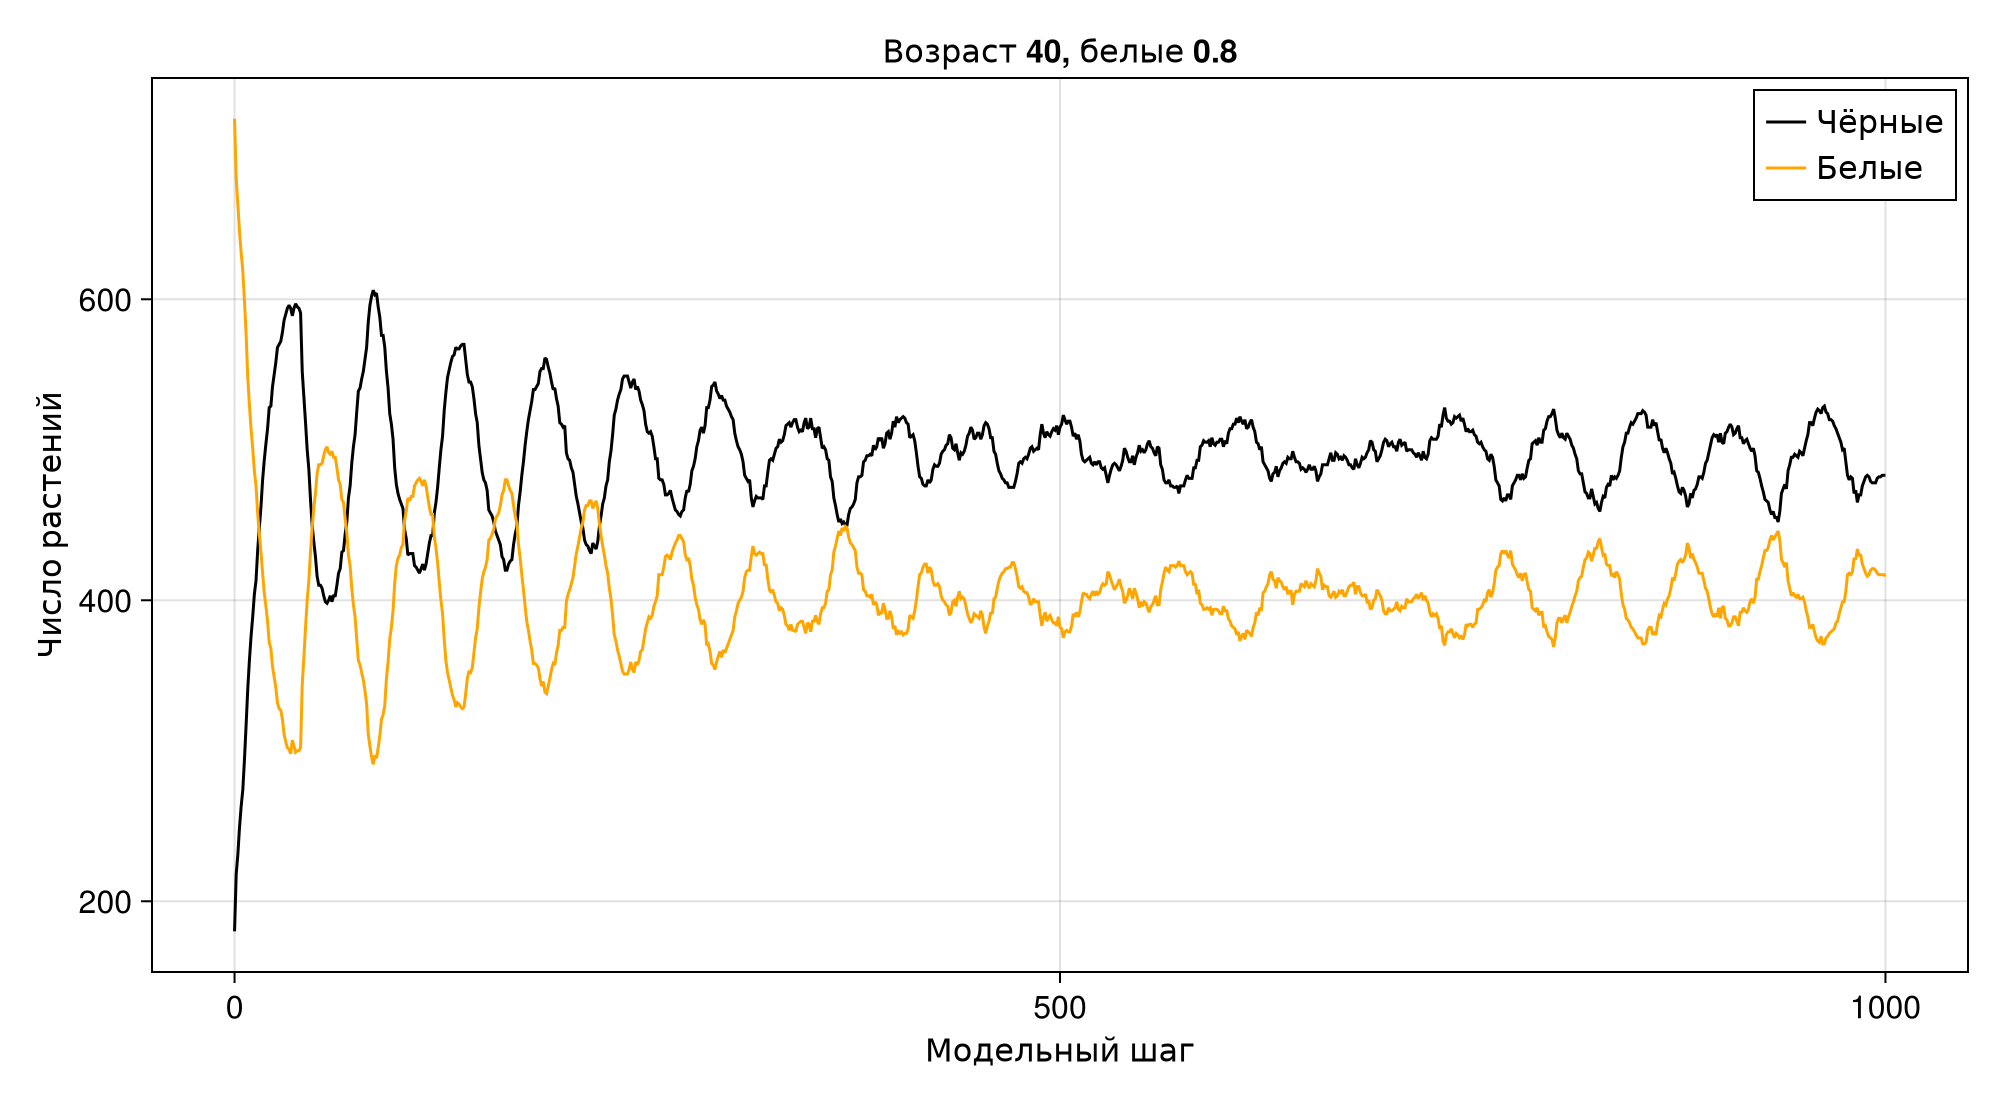 Возраст 40, белые 0.8
Чёрные
Белые
Число растений
600
400
200
0
500
1000
Модельный шаг